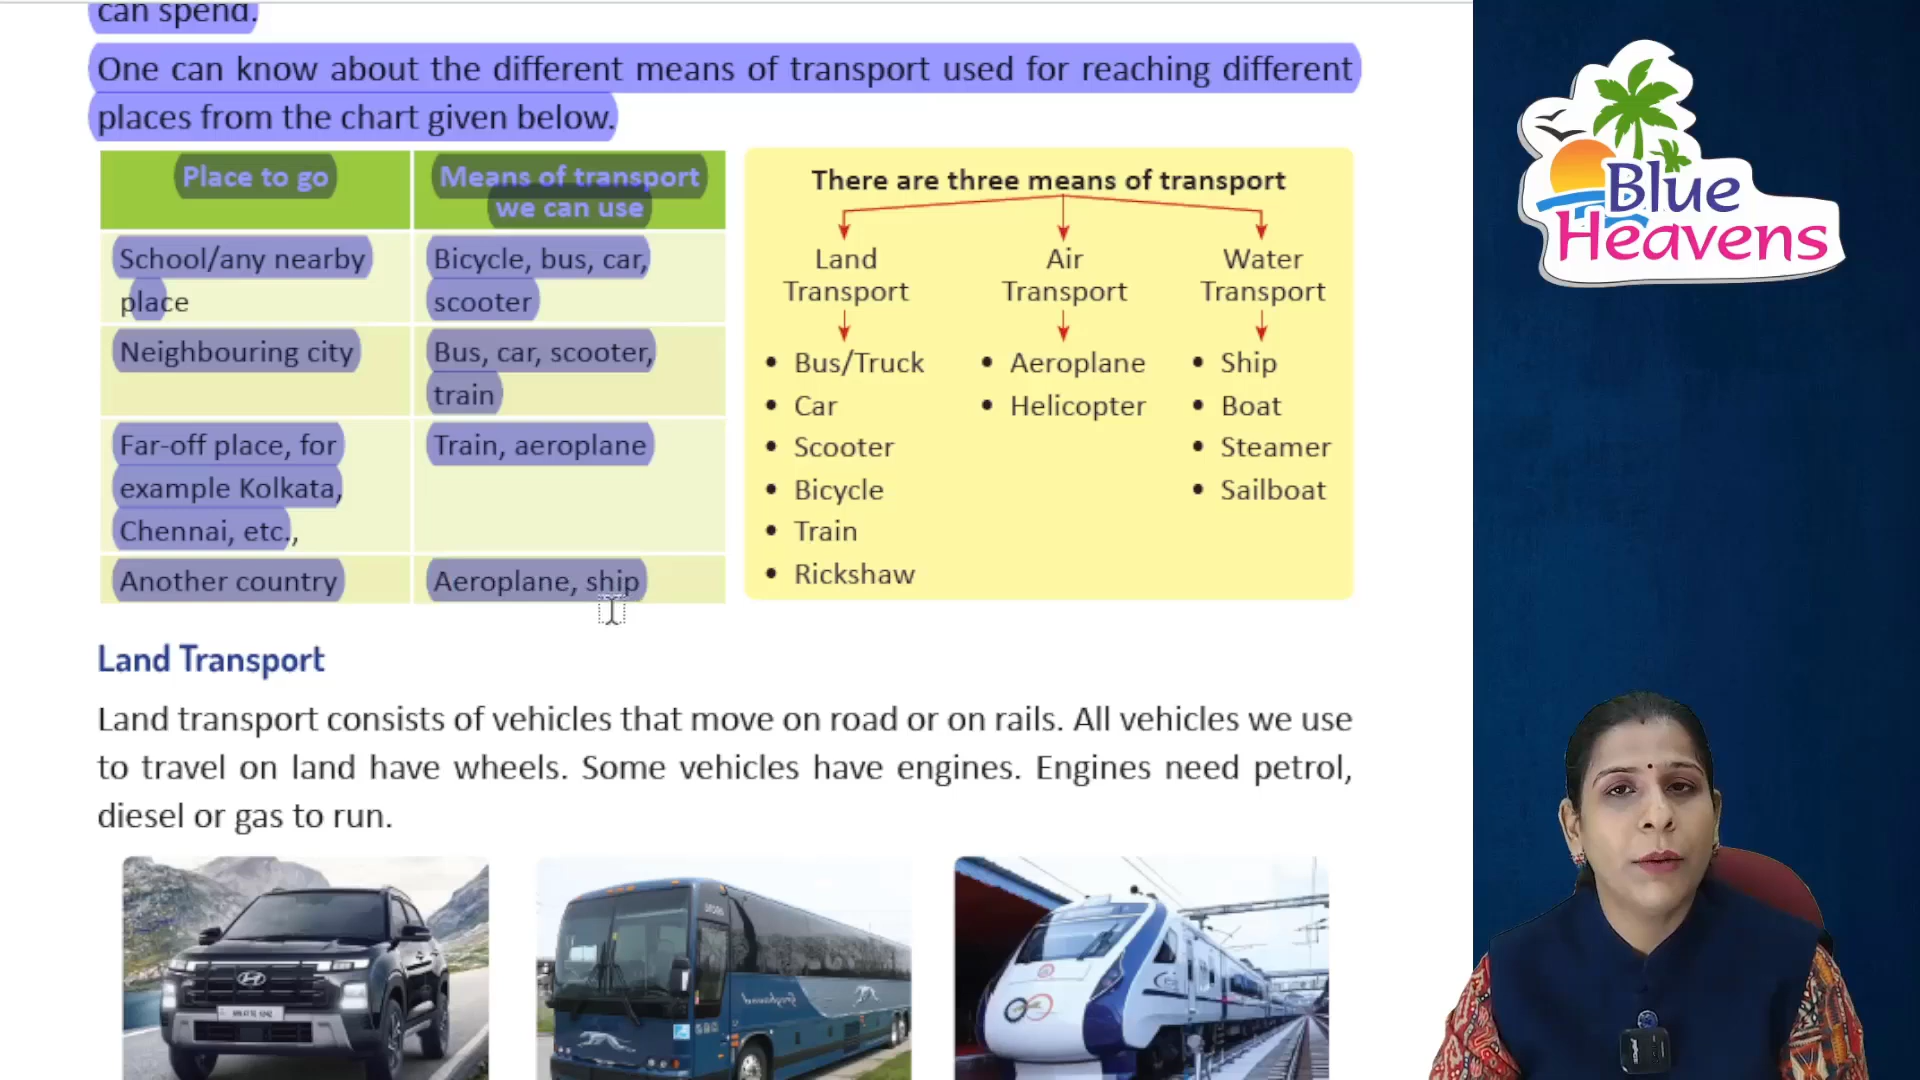 can spend.
One can know about the different means of transport used for reaching different
places from the chart given below.
Place to go
Means of transport
we can use
School/any nearby
place
Bicycle, bus, car,
scooter
Neighbouring city
Bus, car, scooter,
train
Far-off place, for
example Kolkata,
Chennai, etc.,
Train, aeroplane
Another country
Aeroplane, ship
There are three means of transport
Land
Transport
• Bus/Truck
• Car
• Scooter
• Bicycle
• Train
• Rickshaw
Air
Transport
• Aeroplane
• Helicopter
Water
Transport
• Ship
• Boat
• Steamer
• Sailboat
Land Transport
Land transport consists of vehicles that move on road or on rails. All vehicles we use
to travel on land have wheels. Some vehicles have engines. Engines need petrol,
diesel or gas to run.
Blue
Heavens